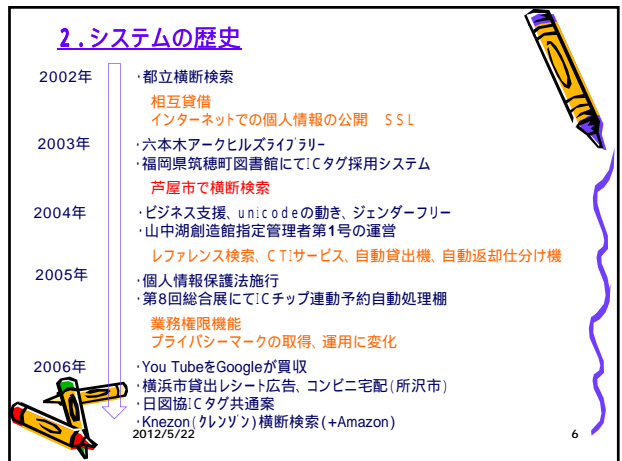 2.システムの歴史
2002年 ・都立横断検索
相互貸借
インターネットでの個人情報の公開 SSL
2003年 ・六本木アークヒルズライブラリー
・福岡県筑穂町図書館にてICタグ採用システム
芦屋市で横断検索
2004年 ・ビジネス支援、unicodeの動き、ジェンダーフリー
・山中湖創造館指定管理者第1号の運営
レファレンス検索、CTIサービス、自動貸出機、自動返却仕分け機
2005年 ・個人情報保護法施行
・第8回総合展にてICチップ連動予約自動処理棚
業務権限機能
プライバシーマークの取得、運用に変化
2006年 ・You TubeをGoogleが買収
・横浜市貸出レシート広告、コンビニ宅配(所沢市)
・日図協ICタグ共通案
・Knezon(クレンゾン)横断検索(+Amazon)
2012/5/22 6